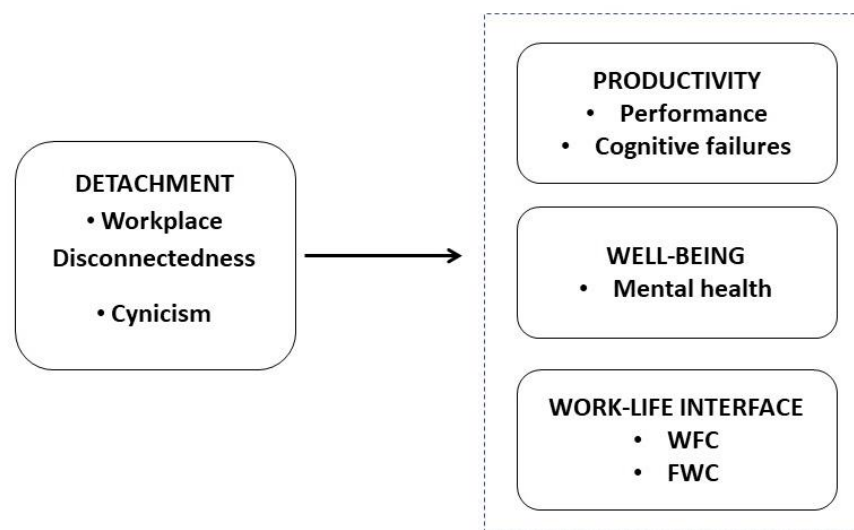 DETACHMENT
• Workplace
Disconnectedness
• Cynicism
PRODUCTIVITY
• Performance
• Cognitive failures
WELL-BEING
• Mental health
WORK-LIFE INTERFACE
• WFC
• FWC